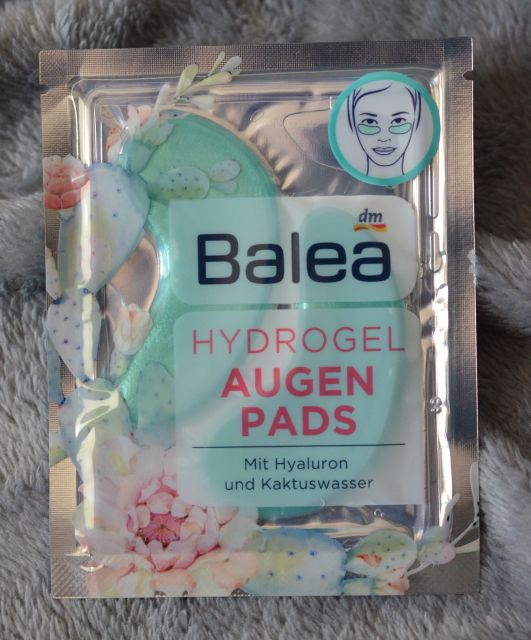 dm
Balea
HYDROGEL
AUGEN
PADS
Mit Hyaluron
und Kaktuswasser